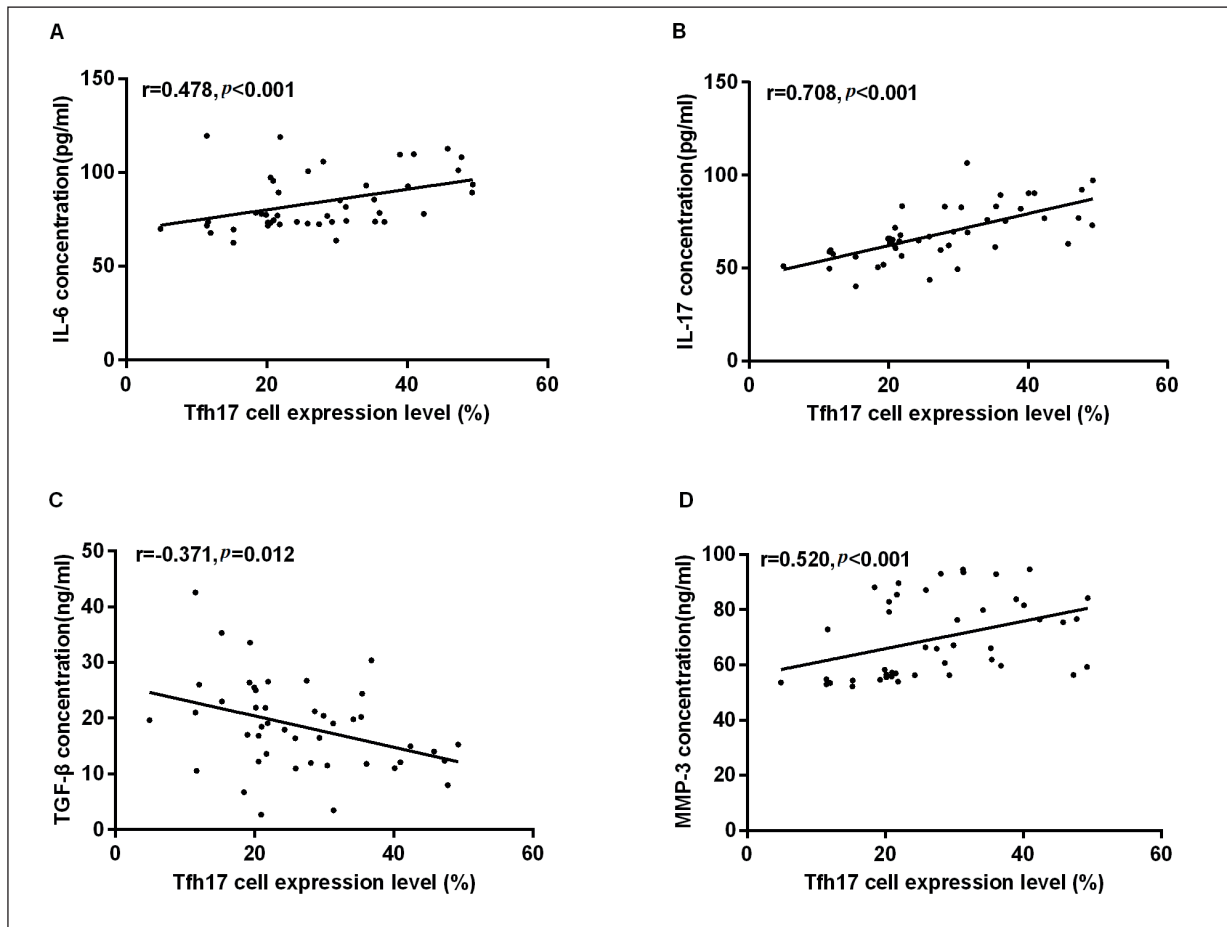 A
r=0.478, p<0.001
IL-6 concentration(pg/ml)
150
100
50
0
0 20 40 60
Tfh17 cell expression level (%)
B
r=0.708, p<0.001
IL-17 concentration(pg/ml)
150
100
50
0
0 20 40 60
Tfh17 cell expression level (%)
C
r=-0.371, p=0.012
TGF-β concentration(ng/ml)
50
40
30
20
10
0
0 20 40 60
Tfh17 cell expression level (%)
D
r=0.520, p<0.001
MMP-3 concentration(ng/ml)
100
80
60
40
20
0
0 20 40 60
Tfh17 cell expression level (%)